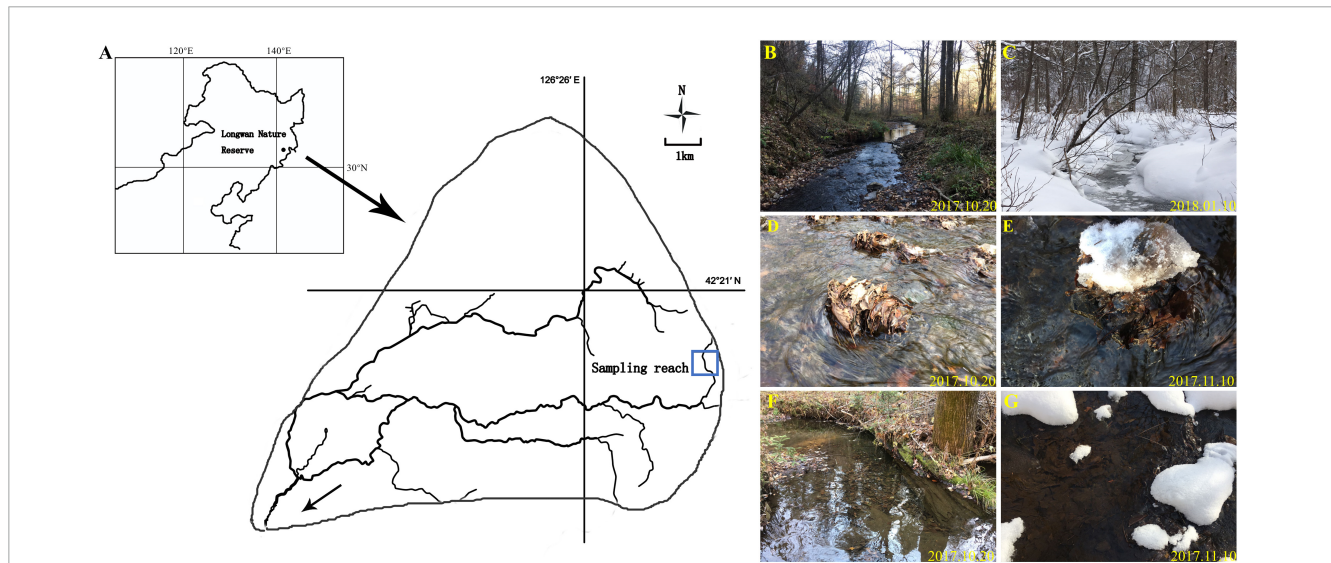 A
120°E
140°E
Longwan Nature
Reserve
30°N
126°26′ E
N
1km
42°21′ N
Sampling reach
B
2017.10.20
C
2018.01.10
D
2017.10.20
E
2017.11.10
F
2017.10.20
G
2017.11.10